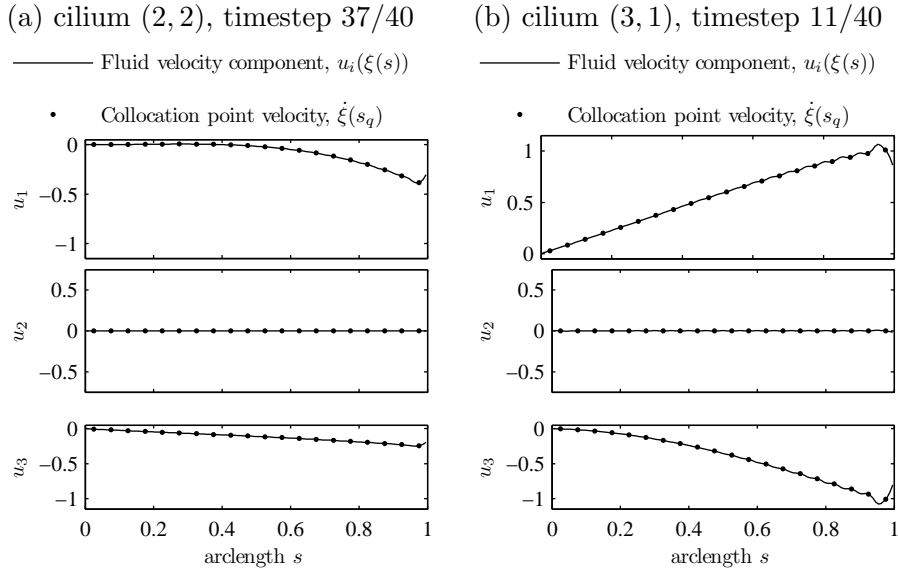 (a) cilium (2, 2), timestep 37/40
Fluid velocity component, u_i(ξ(s))
Collocation point velocity, ξ̇(s_q)
0
−0.5
−1
u_1
0.5
0
−0.5
u_2
0
−0.5
−1
u_3
0 0.2 0.4 0.6 0.8 1
arclength s
(b) cilium (3, 1), timestep 11/40
Fluid velocity component, u_i(ξ(s))
Collocation point velocity, ξ̇(s_q)
1
0.5
0
u_1
0.5
0
−0.5
u_2
0
−0.5
−1
u_3
0 0.2 0.4 0.6 0.8 1
arclength s